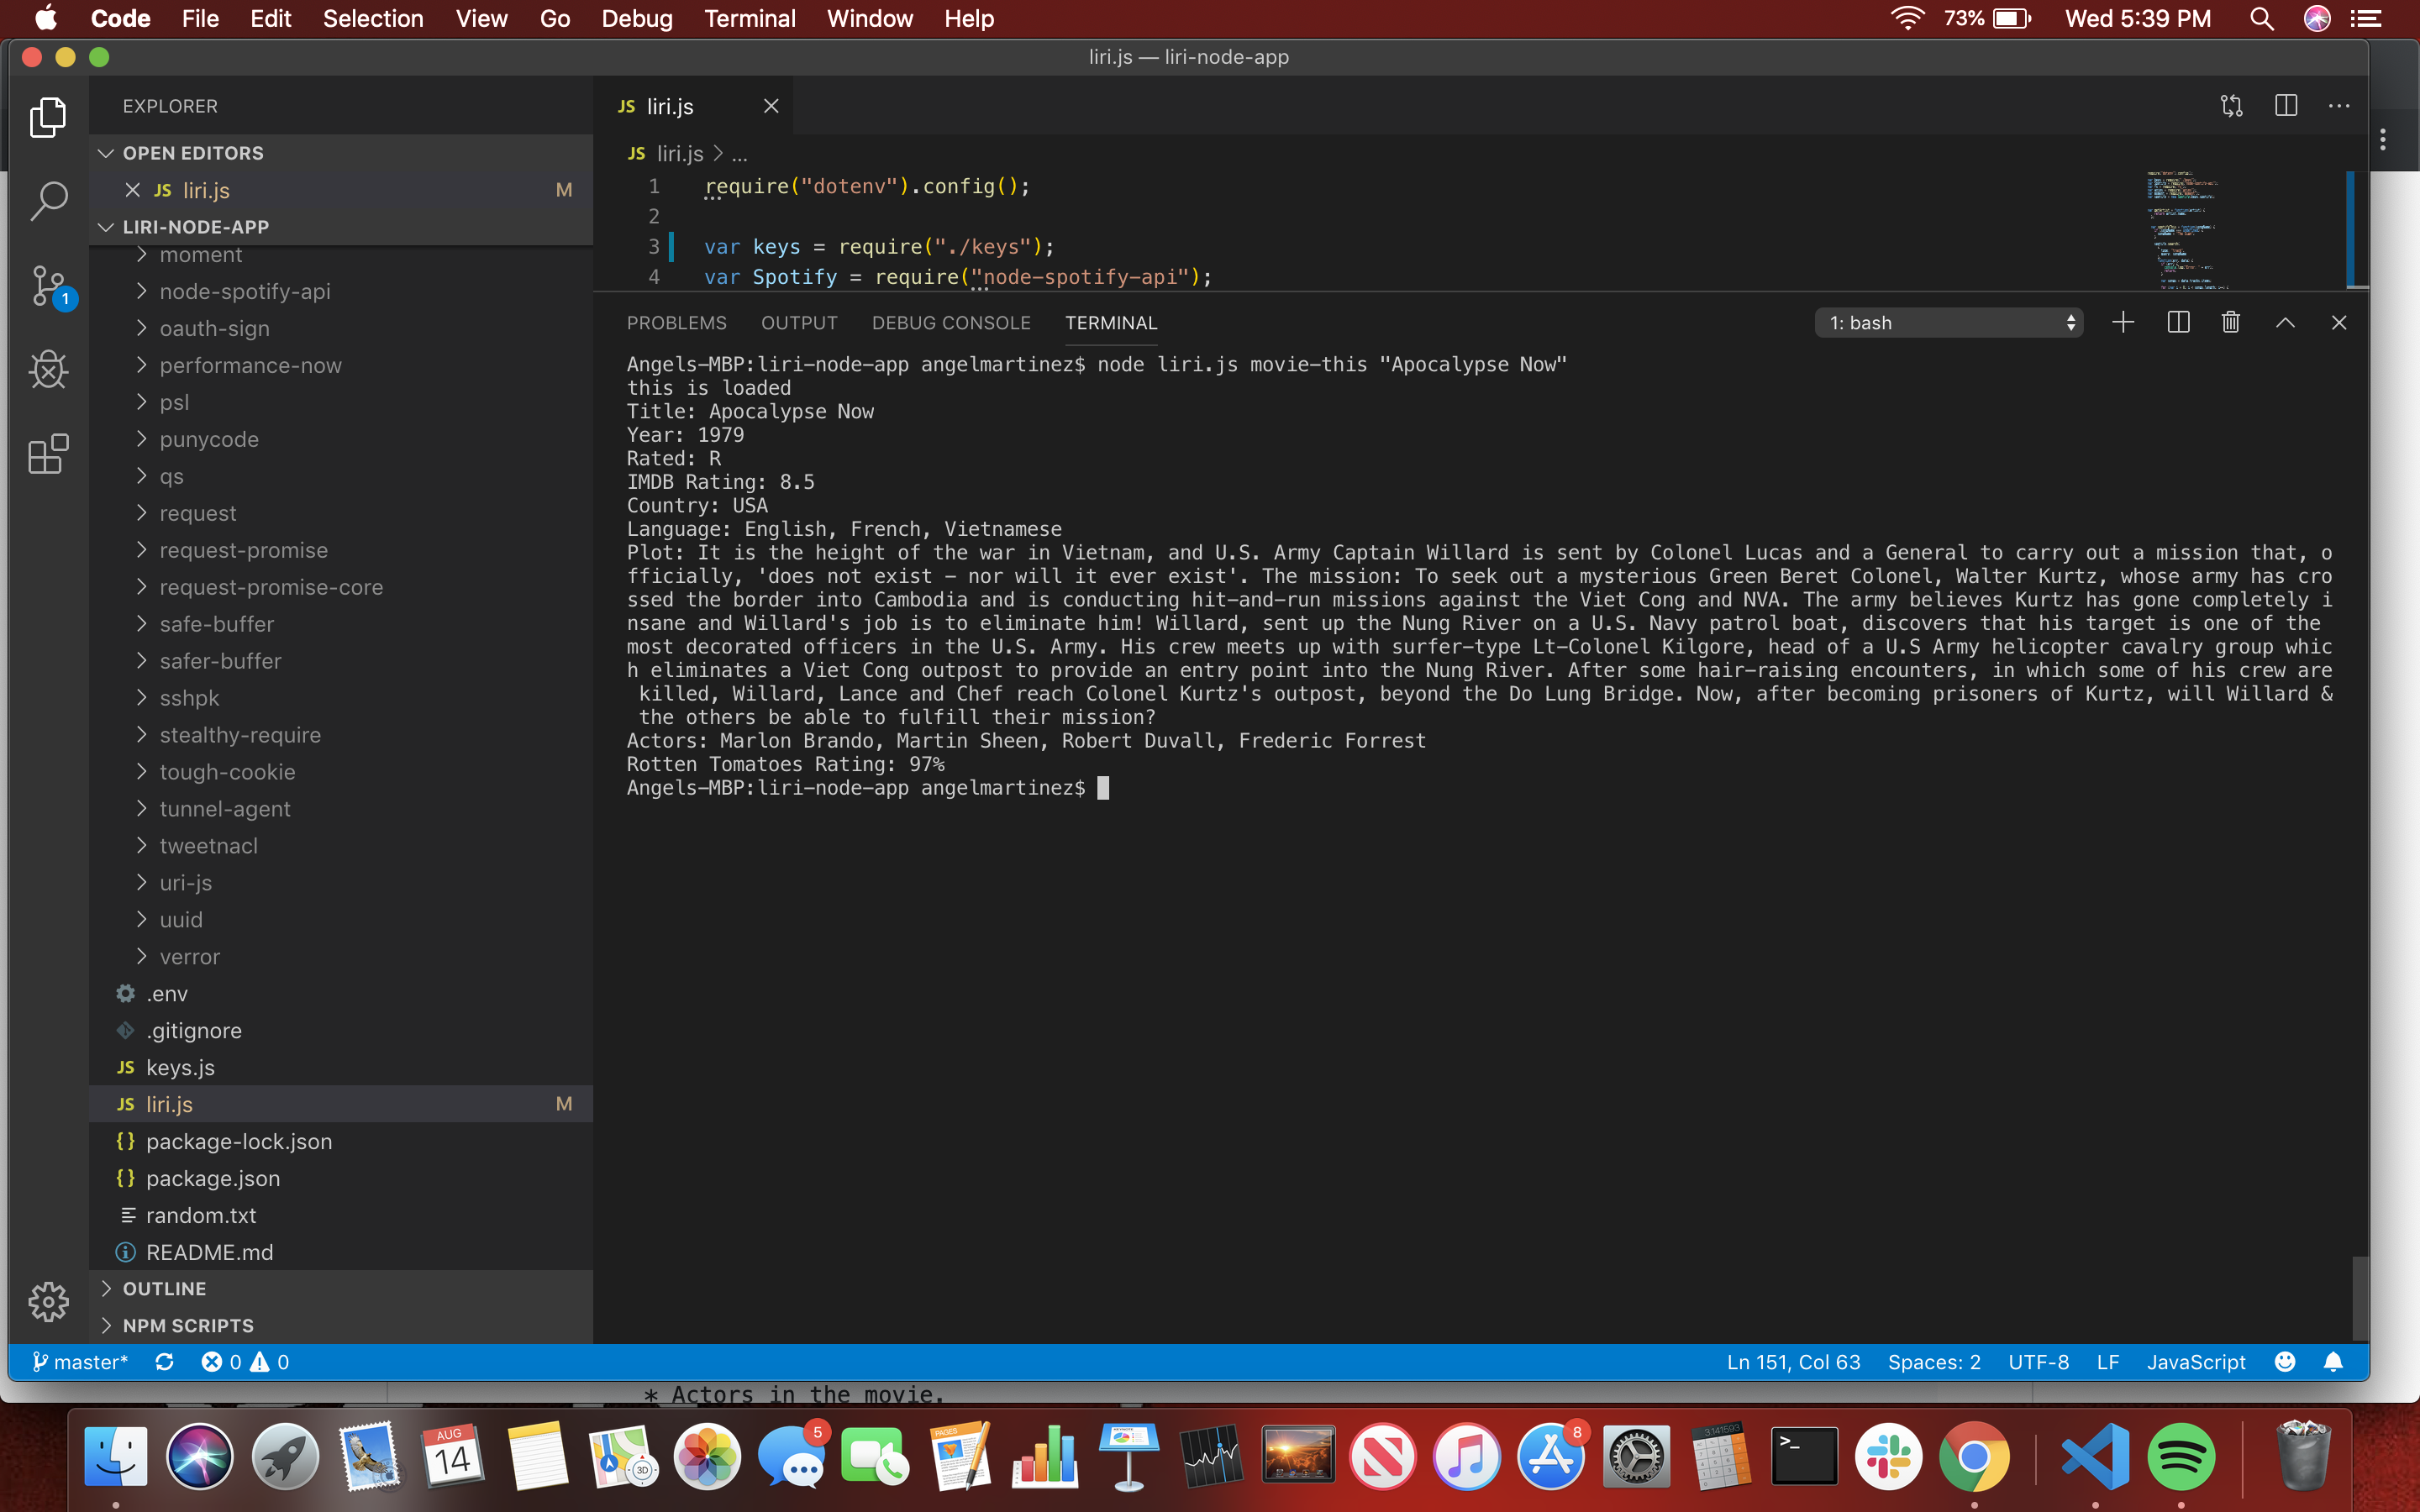 Code File Edit Selection View Go Debug Terminal Window Help 73% Wed 5:39 PM
liri.js — liri-node-app
EXPLORER
OPEN EDITORS
JS liri.js M
LIRI-NODE-APP
moment
node-spotify-api
oauth-sign
performance-now
psl
punycode
qs
request
request-promise
request-promise-core
safe-buffer
safer-buffer
sshpk
stealthy-require
tough-cookie
tunnel-agent
tweetnacl
uri-js
uuid
verror
.env
.gitignore
JS keys.js
JS liri.js M
{} package-lock.json
{} package.json
random.txt
README.md
OUTLINE
NPM SCRIPTS
1
JS liri.js
JS liri.js > ...
1 require("dotenv").config();
2
3 var keys = require("./keys");
4 var Spotify = require("node-spotify-api");
PROBLEMS OUTPUT DEBUG CONSOLE TERMINAL 1: bash
Angels-MBP:liri-node-app angelmartinez$ node liri.js movie-this "Apocalypse Now"
this is loaded
Title: Apocalypse Now
Year: 1979
Rated: R
IMDB Rating: 8.5
Country: USA
Language: English, French, Vietnamese
Plot: It is the height of the war in Vietnam, and U.S. Army Captain Willard is sent by Colonel Lucas and a General to carry out a mission that, o
fficially, 'does not exist - nor will it ever exist'. The mission: To seek out a mysterious Green Beret Colonel, Walter Kurtz, whose army has cro
ssed the border into Cambodia and is conducting hit-and-run missions against the Viet Cong and NVA. The army believes Kurtz has gone completely i
nsane and Willard's job is to eliminate him! Willard, sent up the Nung River on a U.S. Navy patrol boat, discovers that his target is one of the
most decorated officers in the U.S. Army. His crew meets up with surfer-type Lt-Colonel Kilgore, head of a U.S Army helicopter cavalry group whic
h eliminates a Viet Cong outpost to provide an entry point into the Nung River. After some hair-raising encounters, in which some of his crew are
killed, Willard, Lance and Chef reach Colonel Kurtz's outpost, beyond the Do Lung Bridge. Now, after becoming prisoners of Kurtz, will Willard &
the others be able to fulfill their mission?
Actors: Marlon Brando, Martin Sheen, Robert Duvall, Frederic Forrest
Rotten Tomatoes Rating: 97%
Angels-MBP:liri-node-app angelmartinez$
master* 0 0 Ln 151, Col 63 Spaces: 2 UTF-8 LF JavaScript
* Actors in the movie.
AUG
14
3D
5
PAGES
8
3.141593
>_